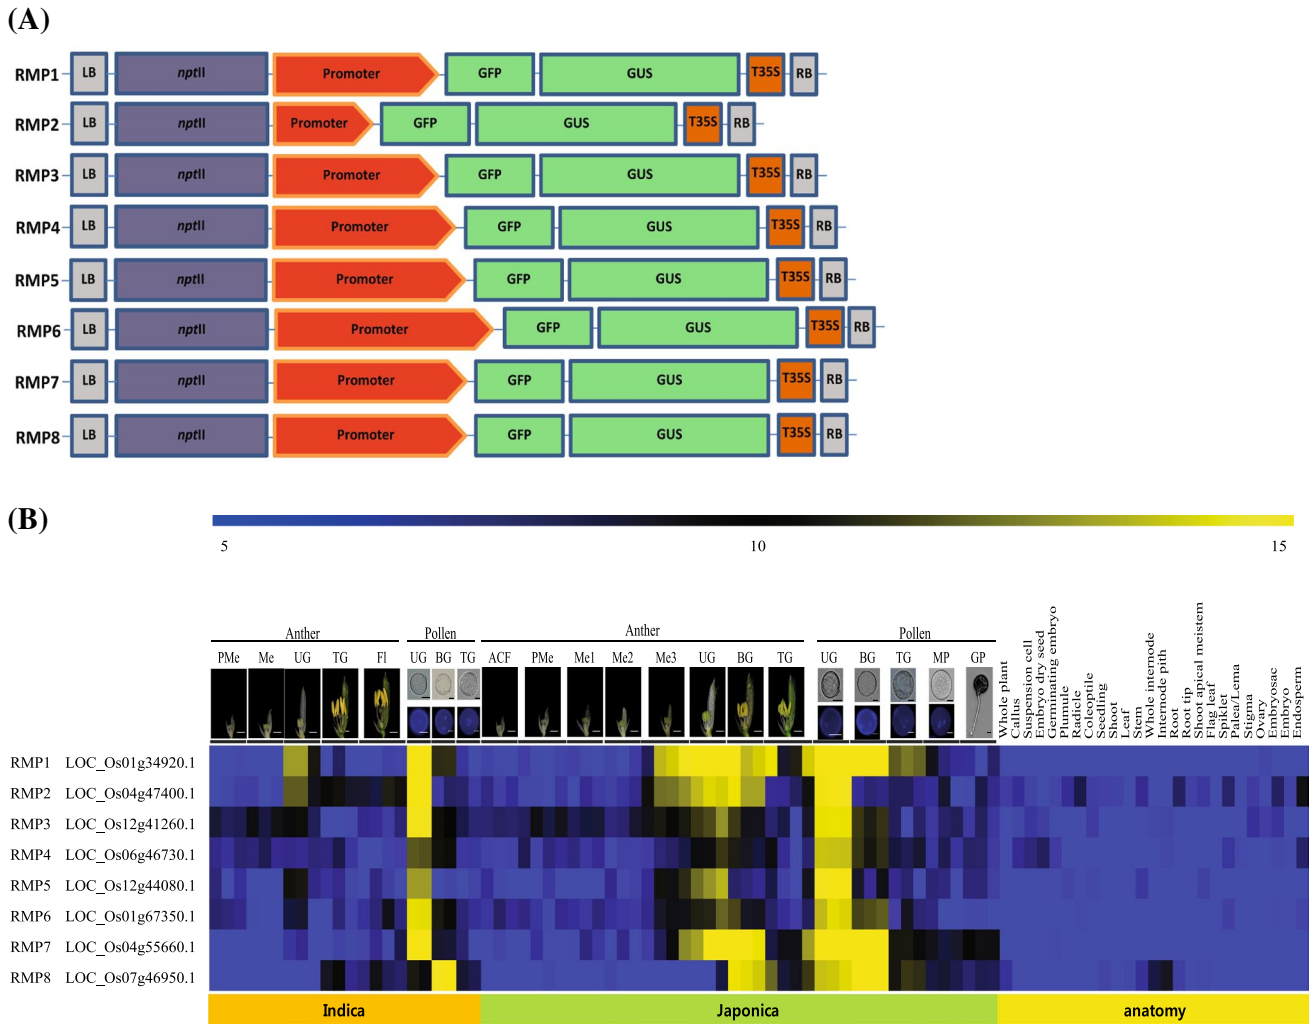 (A)
RMP1 LB nptII Promoter GFP GUS T35S RB
RMP2 LB nptII Promoter GFP GUS T35S RB
RMP3 LB nptII Promoter GFP GUS T35S RB
RMP4 LB nptII Promoter GFP GUS T35S RB
RMP5 LB nptII Promoter GFP GUS T35S RB
RMP6 LB nptII Promoter GFP GUS T35S RB
RMP7 LB nptII Promoter GFP GUS T35S RB
RMP8 LB nptII Promoter GFP GUS T35S RB
(B)
5 10 15
Anther Pollen Anther Pollen
PMe Me UG TG Fl UG BG TG ACF PMe Me1 Me2 Me3 UG BG TG UG BG TG MP GP
Whole plant
Callus
Suspension cell
Embryo dry seed
Germinating embryo
Plumule
Radicle
Coleoptile
Seedling
Shoot
Leaf
Stem
Whole internode
Internode pith
Root
Root tip
Shoot apical meistem
Flag leaf
Spiklet
Palea/Lema
Stigma
Ovary
Embryosac
Embryo
Endosperm
RMP1 LOC_Os01g34920.1
RMP2 LOC_Os04g47400.1
RMP3 LOC_Os12g41260.1
RMP4 LOC_Os06g46730.1
RMP5 LOC_Os12g44080.1
RMP6 LOC_Os01g67350.1
RMP7 LOC_Os04g55660.1
RMP8 LOC_Os07g46950.1
Indica Japonica anatomy